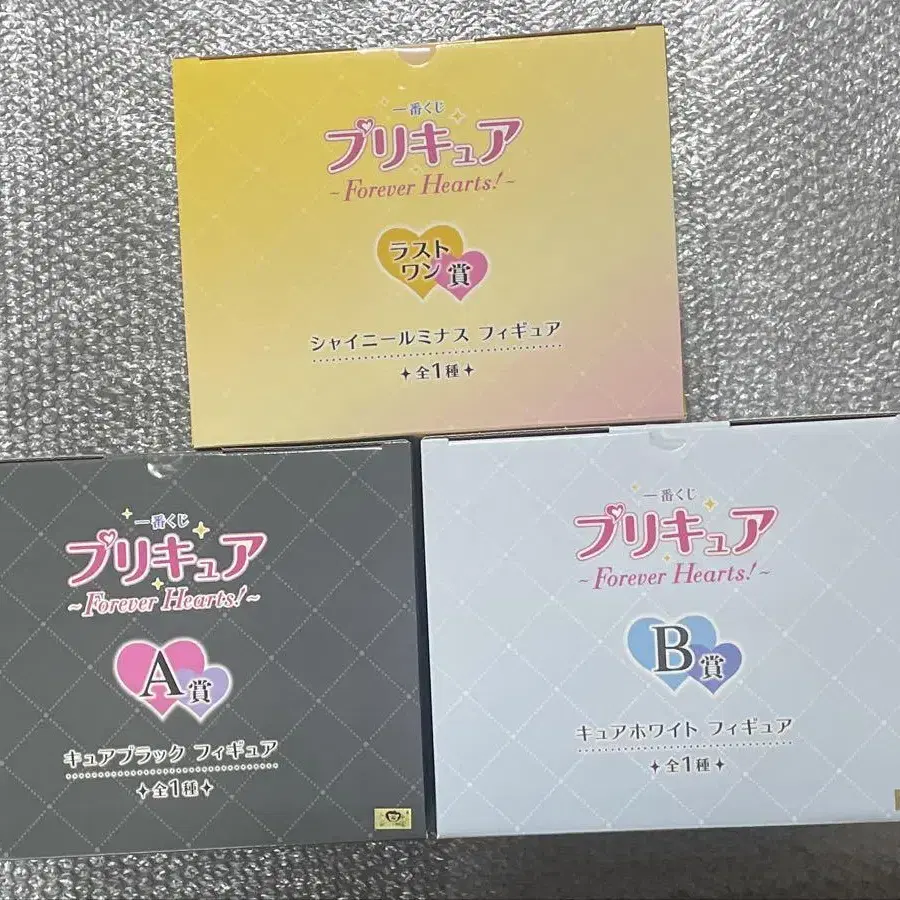 一番くじ
プリキュア
~Forever Hearts!~
ラスト
ワン賞
シャイニールミナス フィギュア
全1種
一番くじ
プリキュア
~Forever Hearts!~
A賞
キュアブラック フィギュア
全1種
一番くじ
プリキュア
~Forever Hearts!~
B賞
キュアホワイト フィギュア
全1種